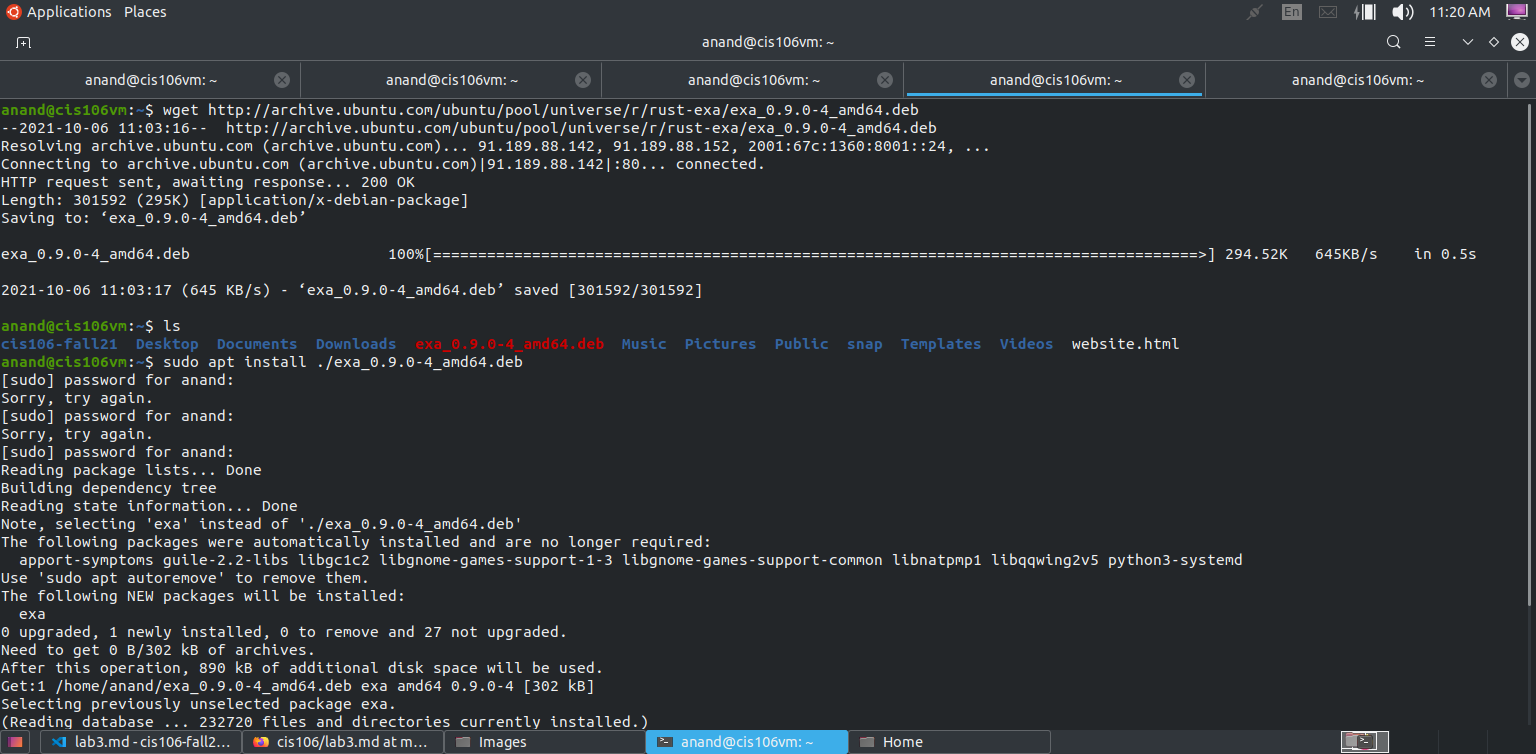 Applications Places
En
11:20 AM
anand@cis106vm: ~
anand@cis106vm: ~ anand@cis106vm: ~ anand@cis106vm: ~ anand@cis106vm: ~ anand@cis106vm: ~
anand@cis106vm:~$ wget http://archive.ubuntu.com/ubuntu/pool/universe/r/rust-exa/exa_0.9.0-4_amd64.deb
--2021-10-06 11:03:16--  http://archive.ubuntu.com/ubuntu/pool/universe/r/rust-exa/exa_0.9.0-4_amd64.deb
Resolving archive.ubuntu.com (archive.ubuntu.com)... 91.189.88.142, 91.189.88.152, 2001:67c:1360:8001::24, ...
Connecting to archive.ubuntu.com (archive.ubuntu.com)|91.189.88.142|:80... connected.
HTTP request sent, awaiting response... 200 OK
Length: 301592 (295K) [application/x-debian-package]
Saving to: ‘exa_0.9.0-4_amd64.deb’
exa_0.9.0-4_amd64.deb 100%[=====================================================================================>] 294.52K 645KB/s in 0.5s
2021-10-06 11:03:17 (645 KB/s) - ‘exa_0.9.0-4_amd64.deb’ saved [301592/301592]
anand@cis106vm:~$ ls
cis106-fall21 Desktop Documents Downloads exa_0.9.0-4_amd64.deb Music Pictures Public snap Templates Videos website.html
anand@cis106vm:~$ sudo apt install ./exa_0.9.0-4_amd64.deb
[sudo] password for anand:
Sorry, try again.
[sudo] password for anand:
Sorry, try again.
[sudo] password for anand:
Reading package lists... Done
Building dependency tree
Reading state information... Done
Note, selecting 'exa' instead of './exa_0.9.0-4_amd64.deb'
The following packages were automatically installed and are no longer required:
apport-symptoms guile-2.2-libs libgc1c2 libgnome-games-support-1-3 libgnome-games-support-common libnatpmp1 libqqwing2v5 python3-systemd
Use 'sudo apt autoremove' to remove them.
The following NEW packages will be installed:
exa
0 upgraded, 1 newly installed, 0 to remove and 27 not upgraded.
Need to get 0 B/302 kB of archives.
After this operation, 890 kB of additional disk space will be used.
Get:1 /home/anand/exa_0.9.0-4_amd64.deb exa amd64 0.9.0-4 [302 kB]
Selecting previously unselected package exa.
(Reading database ... 232720 files and directories currently installed.)
lab3.md - cis106-fall2... cis106/lab3.md at m... Images anand@cis106vm: ~ Home